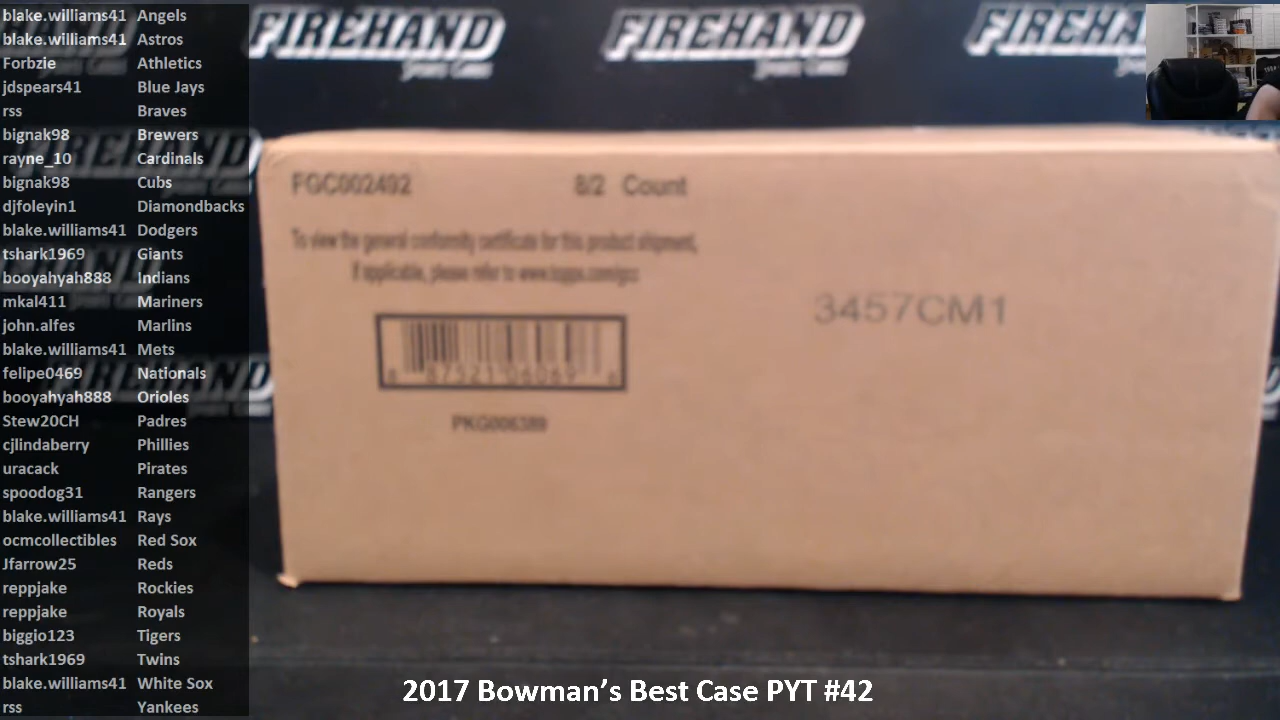 blake.williams41 Angels
blake.williams41 Astros
Forbzie Athletics
jdspears41 Blue Jays
rss Braves
bignak98 Brewers
rayne_10 Cardinals
bignak98 Cubs
djfoleyin1 Diamondbacks
blake.williams41 Dodgers
tshark1969 Giants
booyahyah888 Indians
mkal411 Mariners
john.alfes Marlins
blake.williams41 Mets
felipe0469 Nationals
booyahyah888 Orioles
Stew20CH Padres
cjlindaberry Phillies
uracack Pirates
spoodog31 Rangers
blake.williams41 Rays
ocmcollectibles Red Sox
Jfarrow25 Reds
reppjake Rockies
reppjake Royals
biggio123 Tigers
tshark1969 Twins
blake.williams41 White Sox
rss Yankees
FIREHAND FIREHAND FIREHAND
FGC002492 8/2 Count
To view the general conformity certificate for this product shipment,
if applicable, please refer to www.topps.com/gcc
3457CM1
8 87521 06069 6
PKG006389
2017 Bowman's Best Case PYT #42